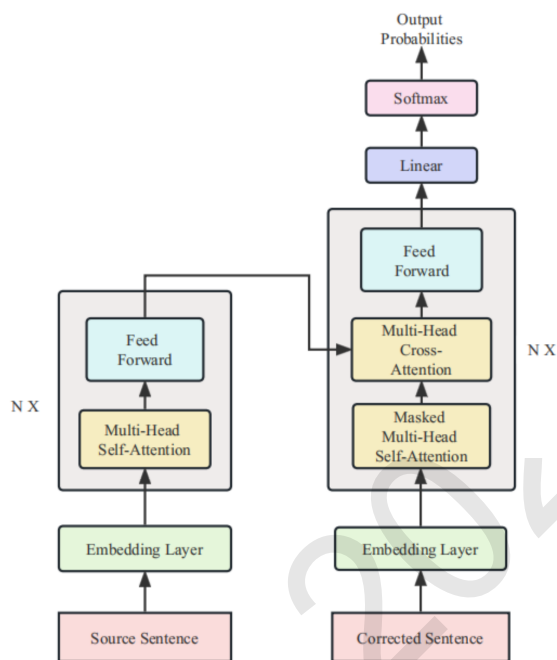 Output
Probabilities
Softmax
Linear
Feed
Forward
Multi-Head
Cross-
Attention
N X
Masked
Multi-Head
Self-Attention
Embedding Layer
Corrected Sentence
Feed
Forward
N X
Multi-Head
Self-Attention
Embedding Layer
Source Sentence